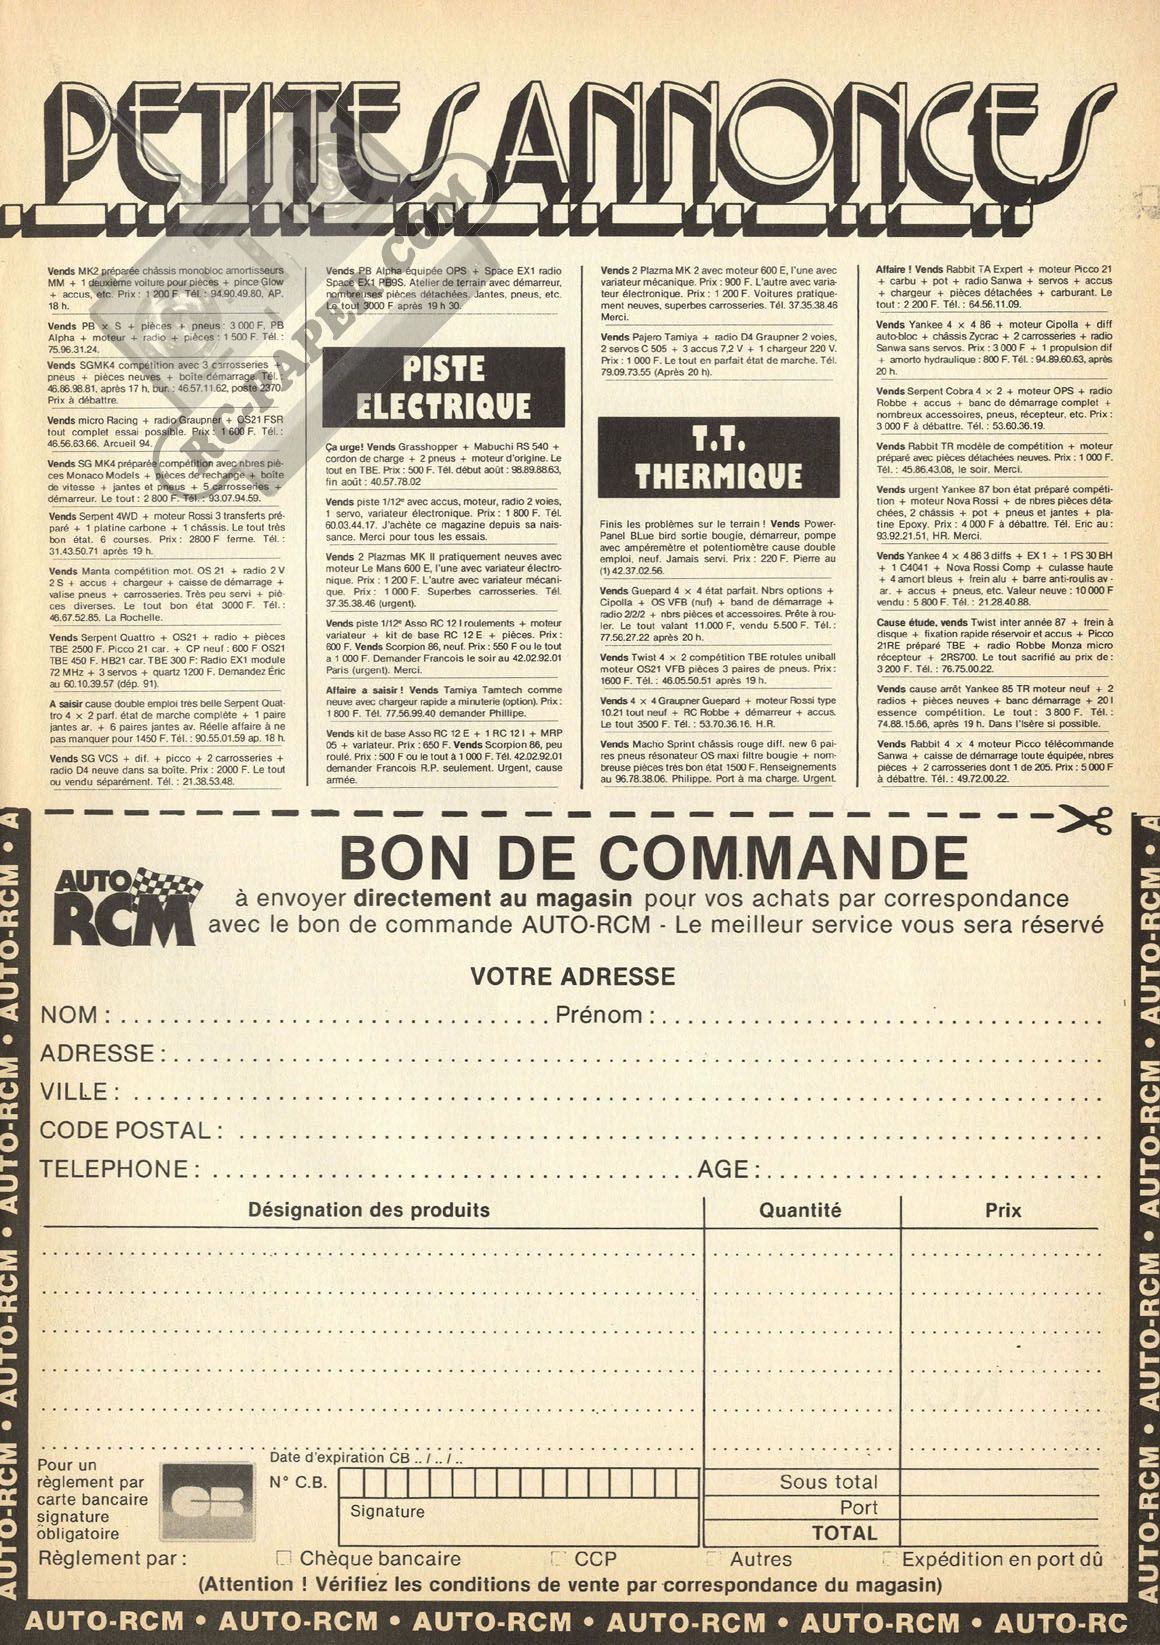 PETITES ANNONCES
RC-PAPER.COM
Vends MK2 préparée châssis monobloc amortisseurs
MM + 1 deuxième voiture pour pièces + pince Glow
+ accus, etc. Prix : 1 200 F. Tél. : 94.90.49.80, AP.
18 h.
Vends PB x S + pièces + pneus : 3 000 F. PB
Alpha + moteur + radio + pièces : 1 500 F. Tél. :
75.96.31.24.
Vends SGMK4 compétition avec 3 carrosseries +
pneus + pièces neuves + boîte démarrage. Tél. :
46.86.98.81, après 17 h, bur. : 46.57.11.62, poste 2370.
Prix à débattre.
Vends micro Racing + radio Graupner + OS21 FSR
tout complet essai possible. Prix : 1 600 F. Tél. :
46.56.63.66. Arcueil 94.
Vends SG MK4 préparée compétition avec nbres piè-
ces Monaco Models + pièces de rechange + boîte
de vitesse + jantes et pneus + 5 carrosseries +
démarreur. Le tout : 2 800 F. Tél. : 93.07.94.59.
Vends Serpent 4WD + moteur Rossi 3 transferts pré-
paré + 1 platine carbone + 1 châssis. Le tout très
bon état. 6 courses. Prix : 2800 F ferme. Tél. :
31.43.50.71 après 19 h.
Vends Manta compétition mot. OS 21 + radio 2 V
2 S + accus + chargeur + caisse de démarrage +
valise pneus + carrosseries. Très peu servi + piè-
ces diverses. Le tout bon état 3000 F. Tél. :
46.67.52.85. La Rochelle.
Vends Serpent Quattro + OS21 + radio + pièces
TBE 2500 F. Picco 21 car. + CP neuf : 600 F OS21
TBE 450 F. HB21 car. TBE 300 F: Radio EX1 module
72 MHz + 3 servos + quartz 1200 F. Demandez Éric
au 60.10.39.57 (dép. 91).
A saisir cause double emploi très belle Serpent Quat-
tro 4 × 2 parf. état de marche complète + 1 paire
jantes ar. + 6 paires jantes av. Réelle affaire à ne
pas manquer pour 1450 F. Tél. : 90.55.01.59 ap. 18 h.
Vends SG VCS + dif. + picco + 2 carrosseries +
radio D4 neuve dans sa boîte. Prix : 2000 F. Le tout
ou vendu séparément. Tél. : 21.38.53.48.
Vends PB Alpha équipée OPS + Space EX1 radio
Space EX1 PB9S. Atelier de terrain avec démarreur,
nombreuses pièces détachées. Jantes, pneus, etc.
Le tout 3000 F après 19 h 30.
PISTE
ELECTRIQUE
Ça urge! Vends Grasshopper + Mabuchi RS 540 +
cordon de charge + 2 pneus + moteur d'origine. Le
tout en TBE. Prix : 500 F. Tél. début août : 98.89.88.63,
fin août : 40.57.78.02
Vends piste 1/12e avec accus, moteur, radio 2 voies,
1 servo, variateur électronique. Prix : 1 800 F. Tél.
60.03.44.17. J'achète ce magazine depuis sa nais-
sance. Merci pour tous les essais.
Vends 2 Plazmas MK II pratiquement neuves avec
moteur Le Mans 600 E, l'une avec variateur électro-
nique. Prix : 1 200 F. L'autre avec variateur mécani-
que. Prix : 1 000 F. Superbes carrosseries. Tél.
37.35.38.46 (urgent).
Vends piste 1/12e Asso RC 12 I roulements + moteur
variateur + kit de base RC 12 E + pièces. Prix :
600 F. Vends Scorpion 86, neuf. Prix : 550 F ou le tout
a 1 000 F. Demander Francois le soir au 42.02.92.01
Paris (urgent). Merci.
Affaire a saisir ! Vends Tamiya Tamtech comme
neuve avec chargeur rapide a minuterie (option). Prix :
1 800 F. Tél. 77.56.99.40 demander Phillipe.
Vends kit de base Asso RC 12 E + 1 RC 12 I + MRP
05 + variateur. Prix : 650 F. Vends Scorpion 86, peu
roulé. Prix : 500 F ou le tout à 1 000 F. Tél. 42.02.92.01
demander Francois R.P. seulement. Urgent, cause
armée.
Vends 2 Plazma MK 2 avec moteur 600 E, l'une avec
variateur mécanique. Prix : 900 F. L'autre avec varia-
teur électronique. Prix : 1 200 F. Voitures pratique-
ment neuves, superbes carrosseries. Tél. 37.35.38.46
Merci.
Vends Pajero Tamiya + radio D4 Graupner 2 voies,
2 servos C 505 + 3 accus 7,2 V + 1 chargeur 220 V.
Prix : 1 000 F. Le tout en parfait état de marche. Tél.
79.09.73.55 (Après 20 h).
T.T.
THERMIQUE
Finis les problèmes sur le terrain ! Vends Power-
Panel BLue bird sortie bougie, démarreur, pompe
avec ampéremètre et potentiomètre cause double
emploi, neuf. Jamais servi. Prix : 220 F. Pierre au
(1) 42.37.02.56.
Vends Guepard 4 × 4 état parfait. Nbrs options +
Cipolla + OS VFB (nuf) + band de démarrage +
radio 2/2/2 + nbrs pièces et accessoires. Prête à rou-
ler. Le tout valant 11.000 F, vendu 5.500 F. Tél. :
77.56.27.22 après 20 h.
Vends Twist 4 × 2 compétition TBE rotules uniball
moteur OS21 VFB pièces 3 paires de pneus. Prix :
1600 F. Tél. : 46.05.50.51 après 19 h.
Vends 4 × 4 Graupner Guepard + moteur Rossi type
10.21 tout neuf + RC Robbe + démarreur + accus.
Le tout 3500 F. Tél. : 53.70.36.16. H.R.
Vends Macho Sprint châssis rouge diff. new 6 pai-
res pneus résonateur OS maxi filtre bougie + nom-
breuse pièces très bon état 1500 F. Renseignements
au 96.78.38.06. Philippe. Port à ma charge. Urgent.
Affaire ! Vends Rabbit TA Expert + moteur Picco 21
+ carbu + pot + radio Sanwa + servos + accus
+ chargeur + pièces détachées + carburant. Le
tout : 2 200 F. Tél. : 64.56.11.09.
Vends Yankee 4 × 4 86 + moteur Cipolla + diff
auto-bloc + châssis Zycrac + 2 carrosseries + radio
Sanwa sans servos. Prix : 3 000 F + 1 propulsion dif
+ amorto hydraulique : 800 F. Tél. : 94.89.60.63, après
20 h.
Vends Serpent Cobra 4 × 2 + moteur OPS + radio
Robbo + accus + banc de démarrage complet +
nombreux accessoires, pneus, récepteur, etc. Prix :
3 000 F à débattre. Tél. : 53.60.36.19.
Vends Rabbit TR modèle de compétition + moteur
préparé avec pièces détachées neuves. Prix : 1 000 F.
Tél. : 45.86.43.08, le soir. Merci.
Vends urgent Yankee 87 bon état préparé compéti-
tion + moteur Nova Rossi + de nbres pièces déta-
chées, 2 châssis + pot + pneus et jantes + pla-
tine Epoxy. Prix : 4 000 F à débattre. Tél. Eric au :
93.92.21.51, HR. Merci.
Vends Yankee 4 × 4 86 3 diffs + EX 1 + 1 PS 30 BH
+ 1 C4041 + Nova Rossi Comp + culasse haute
+ 4 amort bleus + frein alu + barre anti-roulis av -
ar. + accus + pneus, etc. Valeur neuve : 10 000 F
vendu : 5 800 F. Tél. : 21.28.40.88.
Cause étude, vends Twist inter année 87 + frein à
disque + fixation rapide réservoir et accus + Picco
21RE préparé TBE + radio Robbe Monza micro
récepteur + 2RS700. Le tout sacrifié au prix de :
3 200 F. Tél. : 76.75.00.22.
Vends cause arrêt Yankee 85 TR moteur neuf + 2
radios + pièces neuves + banc démarrage + 20 l
essence compétition. Le tout : 3 800 F. Tél. :
74.88.15.66, après 19 h. Dans l'Isère si possible.
Vends Rabbit 4 × 4 moteur Picco télécommande
Sanwa + caisse de démarrage toute équipée, nbres
pièces + 2 carrosseries dont 1 de 205. Prix : 5 000 F
à débattre. Tél. : 49.72.00.22.
AUTO
RCM
BON DE COMMANDE
à envoyer directement au magasin pour vos achats par correspondance
avec le bon de commande AUTO-RCM - Le meilleur service vous sera réservé
VOTRE ADRESSE
NOM : Prénom :
ADRESSE :
VILLE :
CODE POSTAL :
TELEPHONE : AGE :
Désignation des produits Quantité Prix
Pour un
règlement par
carte bancaire
signature
obligatoire
CB
Date d'expiration CB .. / .. / ..
N° C.B.
Signature
Sous total
Port
TOTAL
Règlement par : Chèque bancaire CCP Autres Expédition en port dû
(Attention ! Vérifiez les conditions de vente par correspondance du magasin)
AUTO-RCM • AUTO-RCM • AUTO-RCM • AUTO-RCM • A
AUTO-RCM • AUTO-RCM • AUTO-RCM • AUTO-RCM • A
AUTO-RCM • AUTO-RCM • AUTO-RCM • AUTO-RCM • AUTO-RCM • AUTO-RC